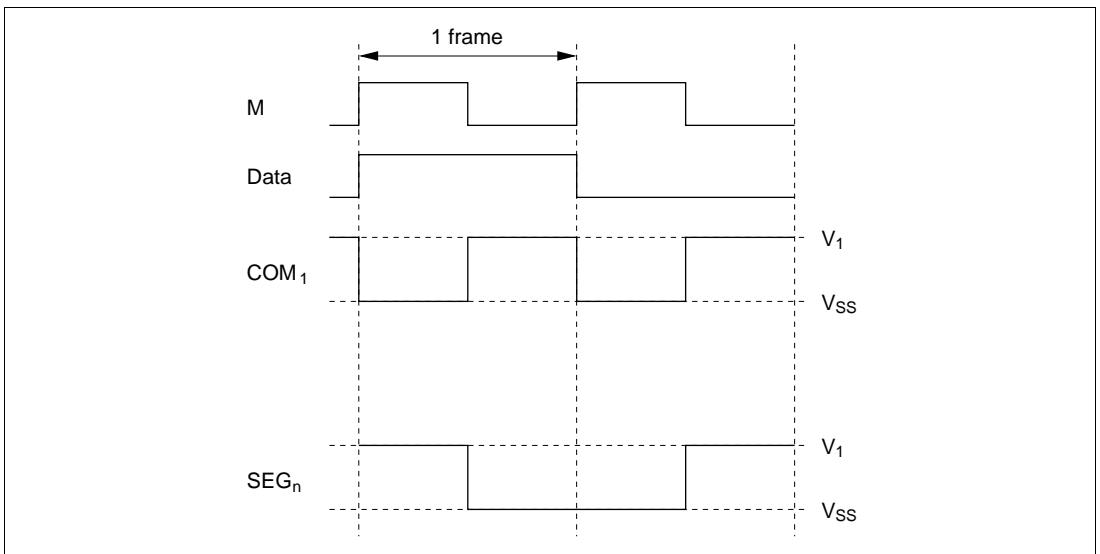 1 frame
M
Data
V1
COM1
VSS
V1
SEGn
VSS